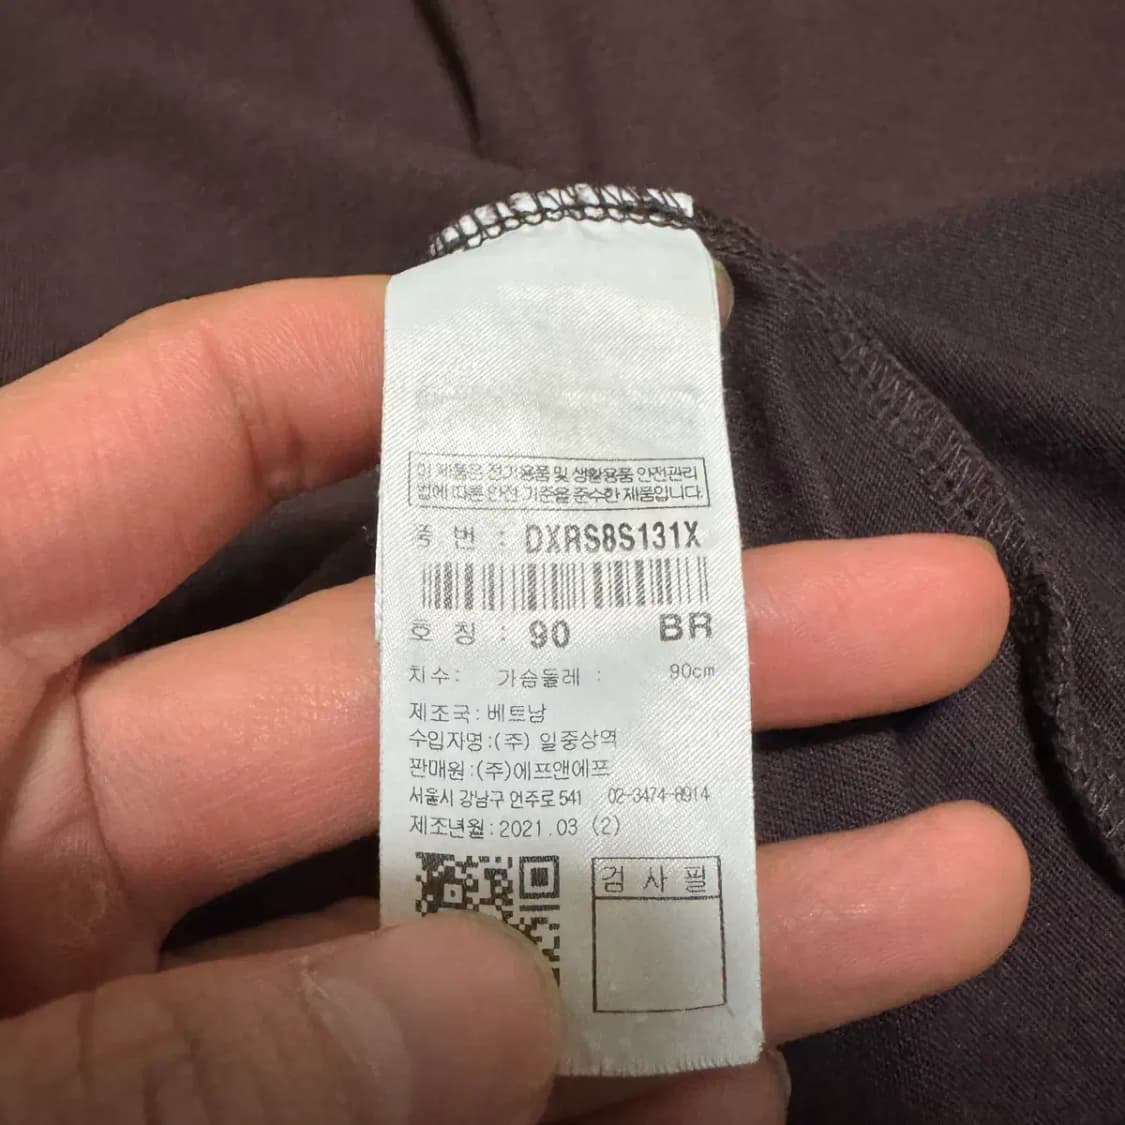 이 제품은 전기용품 및 생활용품 안전관리
법에 따른 안전 기준을 준수한 제품입니다.
품 번 : DXRS8S131X
호 칭 : 90 BR
치수: 가슴둘레 : 90cm
제조국: 베트남
수입자명:(주) 일중상역
판매원:(주)에프앤에프
서울시 강남구 언주로 541 02-3474-8914
제조년월:2021.03 (2)
검 사 필